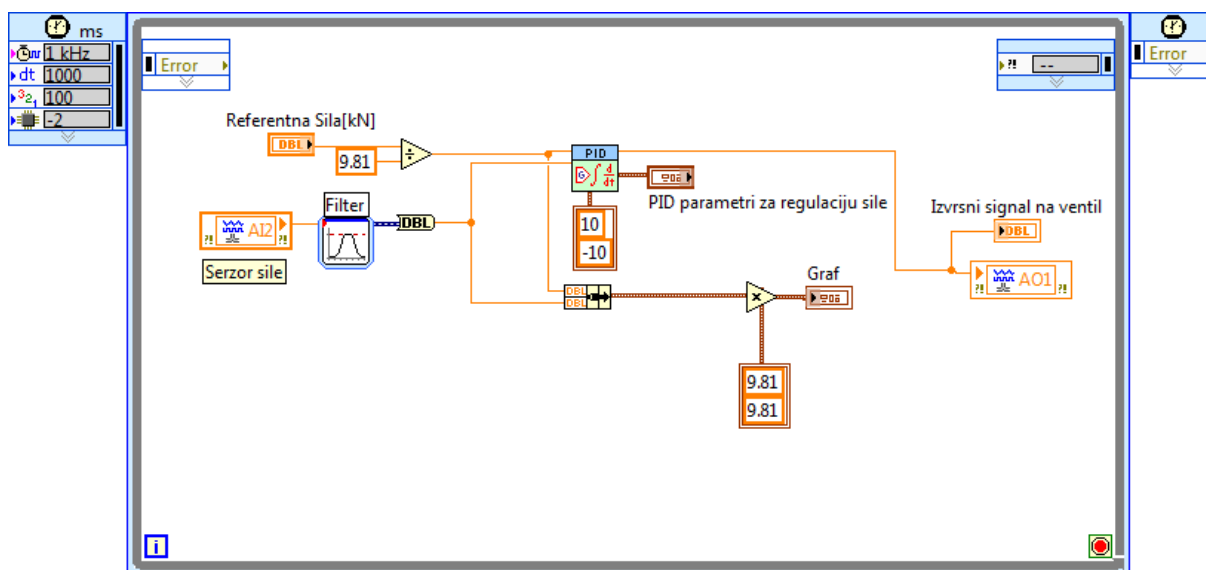 ms
Error
Error
1 kHz
dt 1000
321 100
-2
?! --
Referentna Sila[kN]
DBL
9.81
PID
PID parametri za regulaciju sile
Filter
DBL
10
-10
AI2
?! ?!
Serzor sile
Izvrsni signal na ventil
DBL
AO1
?! ?!
DBL
DBL
Graf
9.81
9.81
i